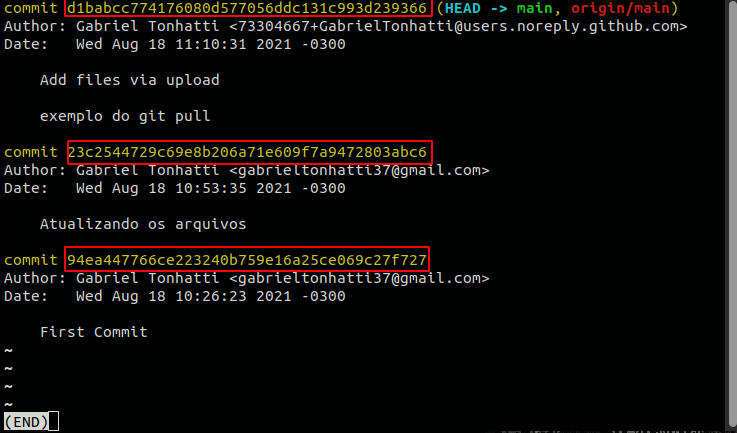 commit d1babcc774176080d577056ddc131c993d239366 (HEAD -> main, origin/main)
Author: Gabriel Tonhatti <73304667+GabrielTonhatti@users.noreply.github.com>
Date:   Wed Aug 18 11:10:31 2021 -0300
    Add files via upload
    exemplo do git pull
commit 23c2544729c69e8b206a71e609f7a9472803abc6
Author: Gabriel Tonhatti <gabrieltonhatti37@gmail.com>
Date:   Wed Aug 18 10:53:35 2021 -0300
    Atualizando os arquivos
commit 94ea447766ce223240b759e16a25ce069c27f727
Author: Gabriel Tonhatti <gabrieltonhatti37@gmail.com>
Date:   Wed Aug 18 10:26:23 2021 -0300
    First Commit
~
~
~
~
(END)